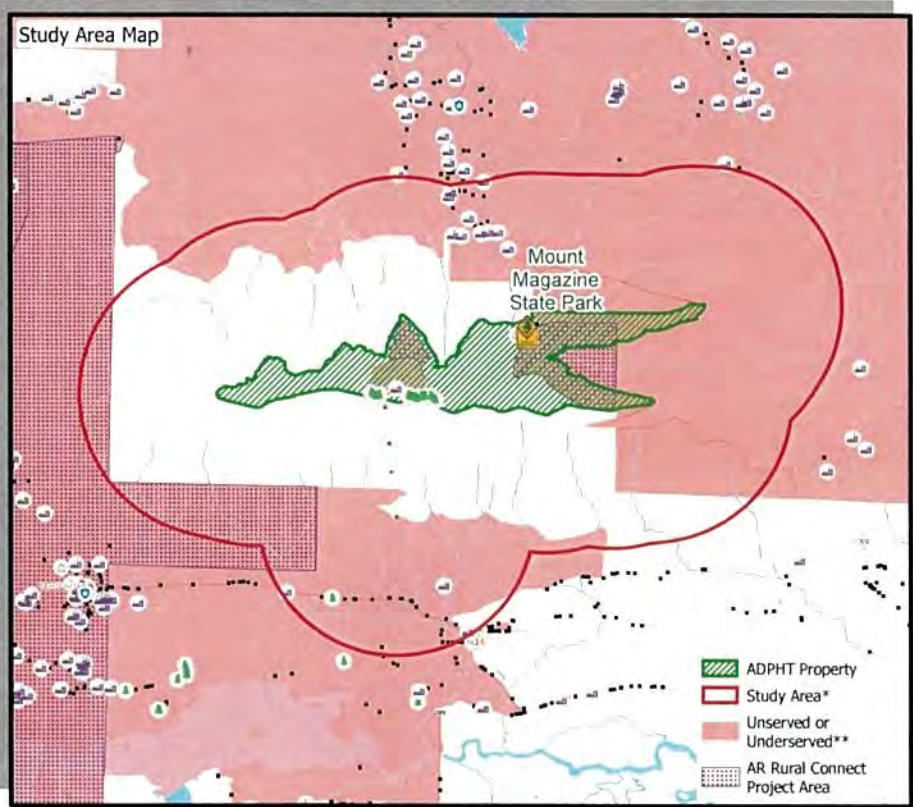 Study Area Map
Mount
Magazine
State Park
ADPHT Property
Study Area*
Unserved or
Underserved**
AR Rural Connect
Project Area